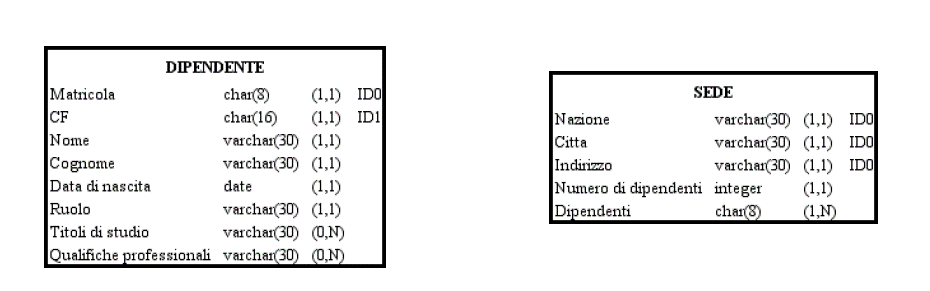 DIPENDENTE
Matricola char(8) (1,1) ID0
CF char(16) (1,1) ID1
Nome varchar(30) (1,1)
Cognome varchar(30) (1,1)
Data di nascita date (1,1)
Ruolo varchar(30) (1,1)
Titoli di studio varchar(30) (0,N)
Qualifiche professionali varchar(30) (0,N)
SEDE
Nazione varchar(30) (1,1) ID0
Citta varchar(30) (1,1) ID0
Indirizzo varchar(30) (1,1) ID0
Numero di dipendenti integer (1,1)
Dipendenti char(8) (1,N)